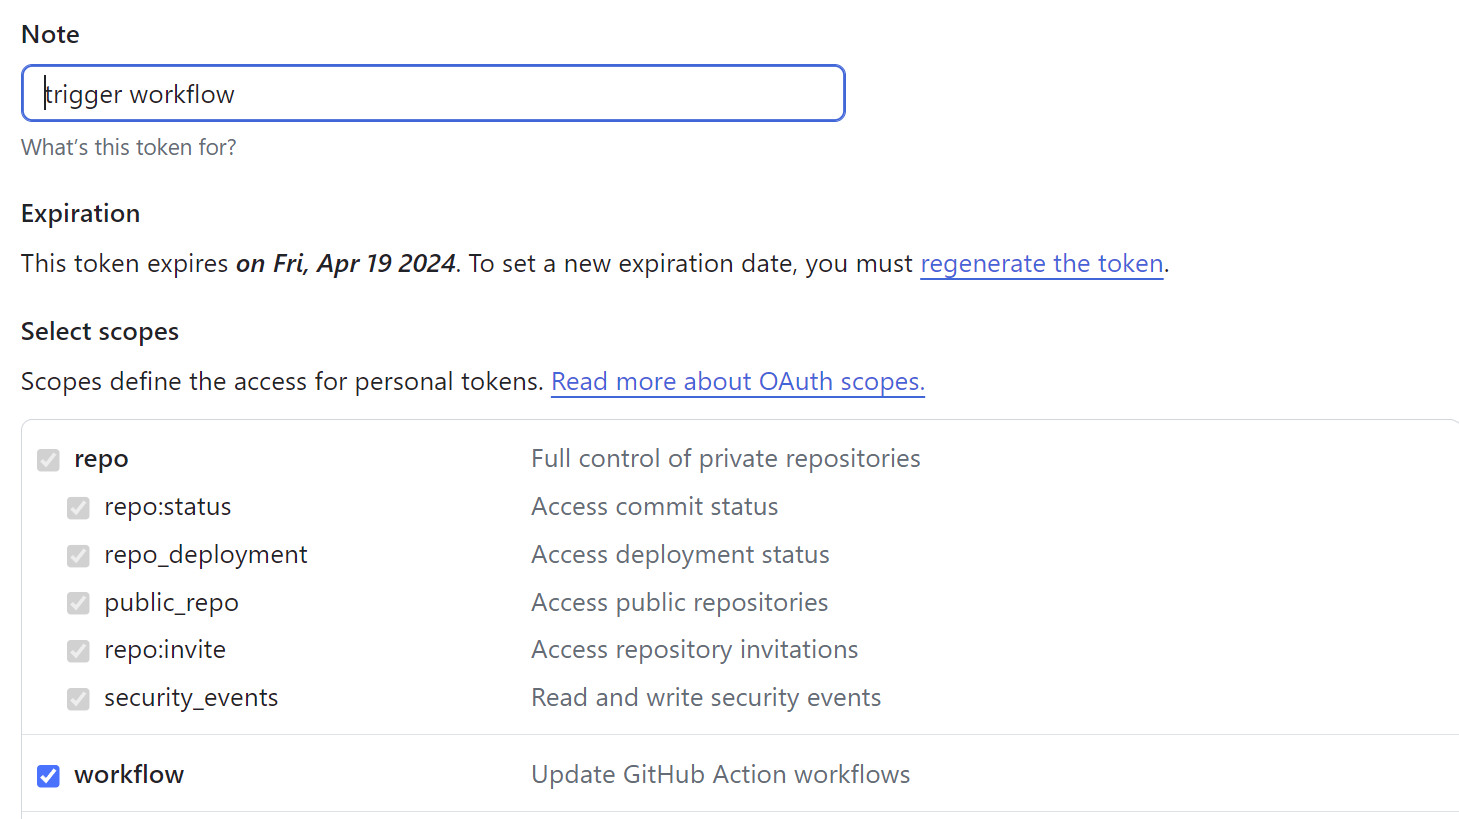 Note
trigger workflow
What’s this token for?
Expiration
This token expires on Fri, Apr 19 2024. To set a new expiration date, you must regenerate the token.
Select scopes
Scopes define the access for personal tokens. Read more about OAuth scopes.
repo Full control of private repositories
repo:status Access commit status
repo_deployment Access deployment status
public_repo Access public repositories
repo:invite Access repository invitations
security_events Read and write security events
workflow Update GitHub Action workflows